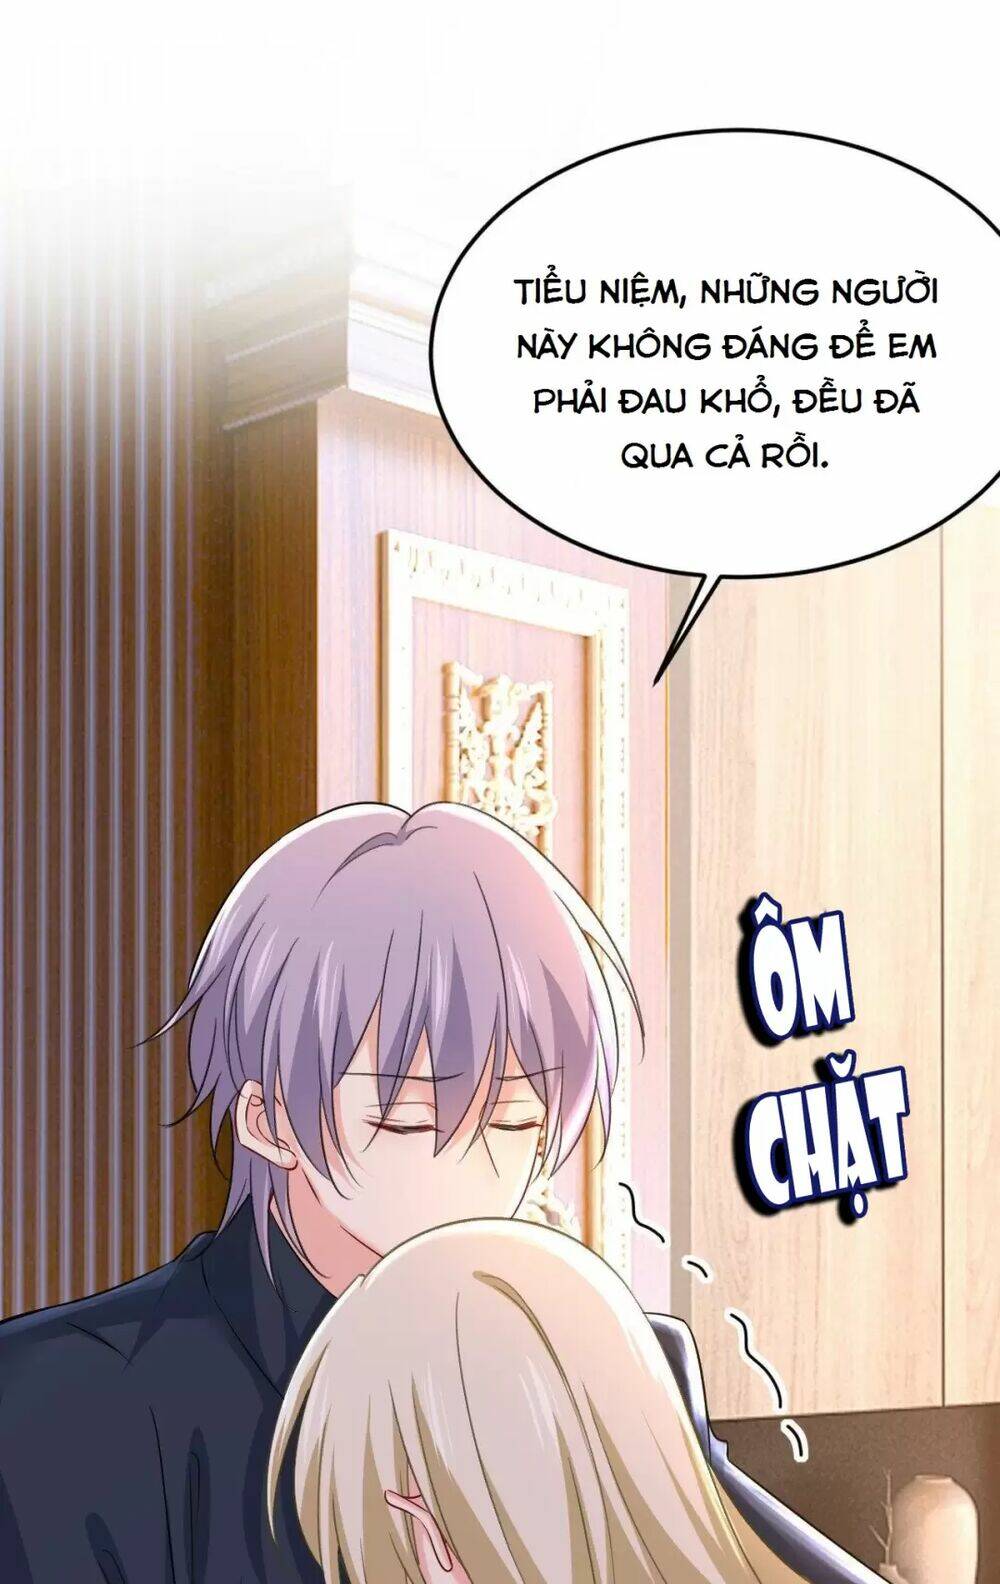 TIỂU NIỆM, NHỮNG NGƯỜI
NÀY KHÔNG ĐÁNG ĐỂ EM
PHẢI ĐAU KHỔ, ĐỀU ĐÃ
QUA CẢ RỒI.
ÔM
CHẶT